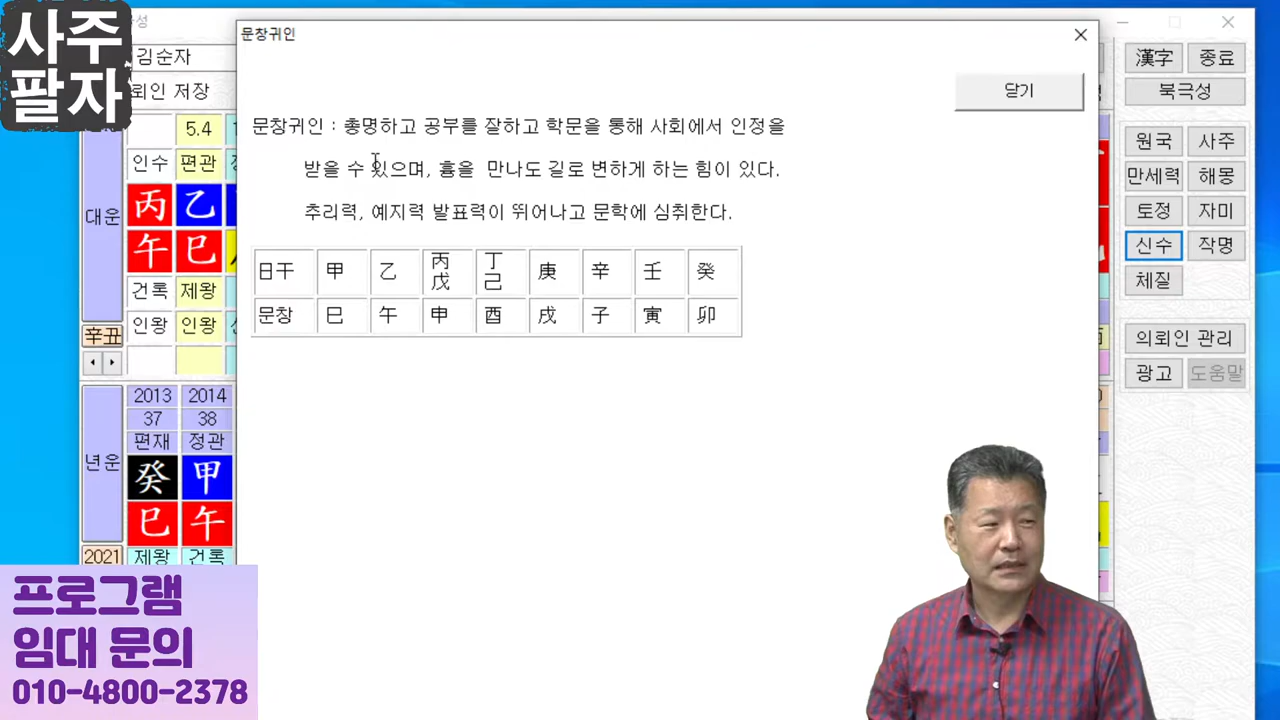 사주
팔자
성
김순자
뢰인 저장
문창귀인
닫기
문창귀인 : 총명하고 공부를 잘하고 학문을 통해 사회에서 인정을
받을 수 있으며, 흉을 만나도 길로 변하게 하는 힘이 있다.
추리력, 예지력 발표력이 뛰어나고 문학에 심취한다.
日干 甲 乙 丙戊 丁己 庚 辛 壬 癸
문창 巳 午 申 酉 戌 子 寅 卯
5.4
인수 편관
대운
丙 乙
午 巳
건록 제왕
인왕 인왕
辛丑
2013 2014
37 38
편재 정관
년운
癸 甲
巳 午
2021 제왕 건록
漢字 종료
북극성
원국 사주
만세력 해몽
토정 자미
신수 작명
체질
의뢰인 관리
광고 도움말
프로그램
임대 문의
010-4800-2378